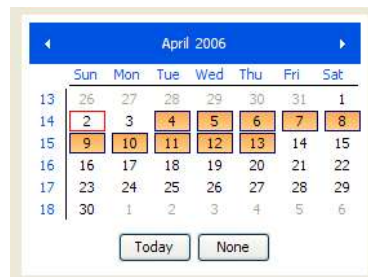 April 2006
Sun Mon Tue Wed Thu Fri Sat
13 26 27 28 29 30 31 1
14 2 3 4 5 6 7 8
15 9 10 11 12 13 14 15
16 16 17 18 19 20 21 22
17 23 24 25 26 27 28 29
18 30 1 2 3 4 5 6
Today None